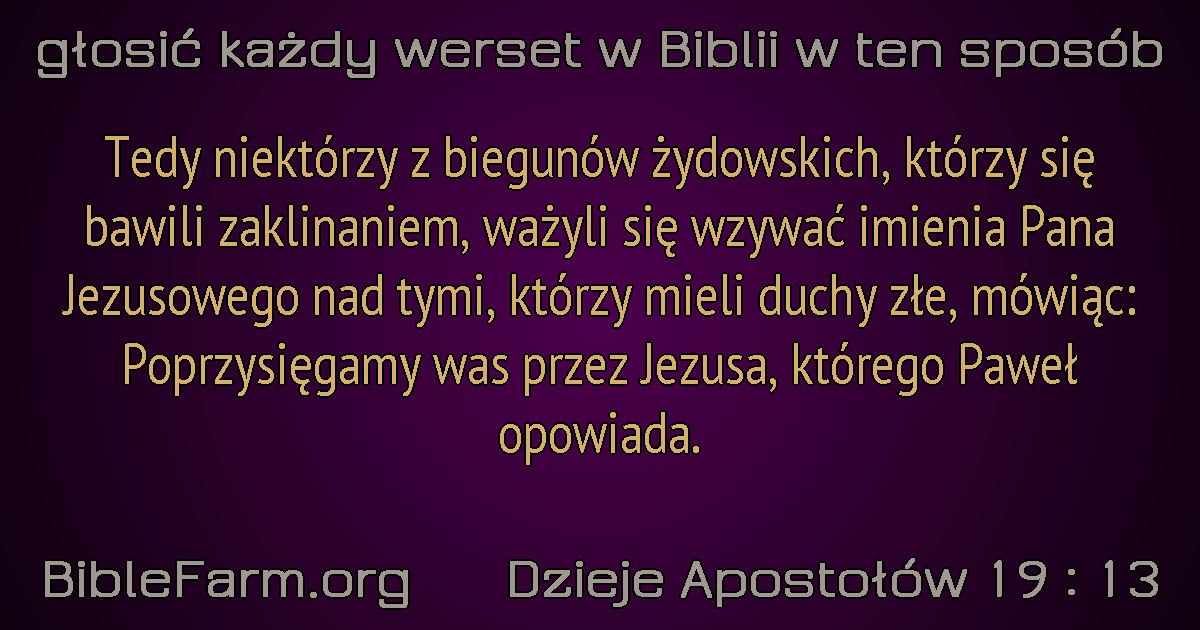 głosić każdy werset w Biblii w ten sposób
Tedy niektórzy z biegunów żydowskich, którzy się
bawili zaklinaniem, ważyli się wzywać imienia Pana
Jezusowego nad tymi, którzy mieli duchy złe, mówiąc:
Poprzysięgamy was przez Jezusa, którego Paweł
opowiada.
BibleFarm.org Dzieje Apostołów 19 : 13